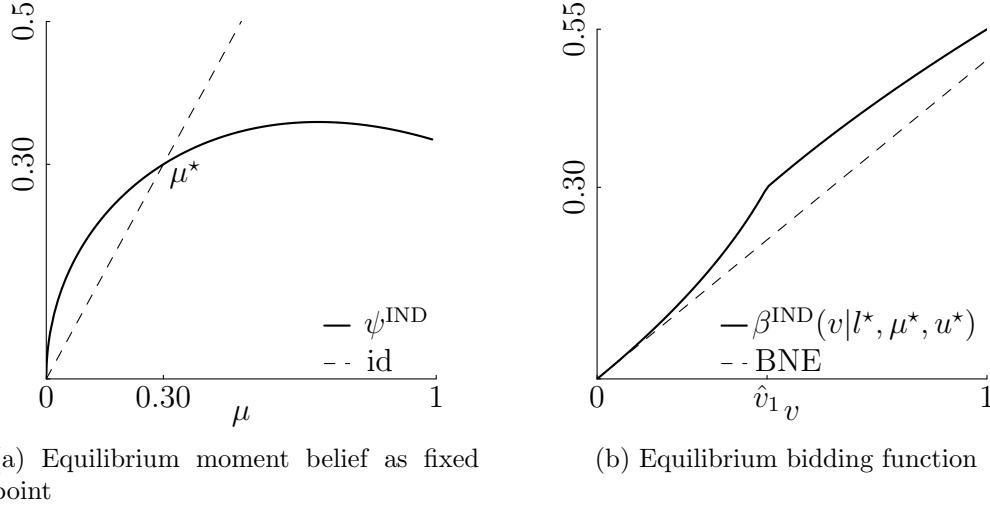 0.5
0.30
μ⋆
ψ^IND
id
0
0.30
1
μ
a) Equilibrium moment belief as fixed
point
0.55
0.30
β^IND(v|l⋆, μ⋆, u⋆)
BNE
0
v̂₁
v
1
(b) Equilibrium bidding function